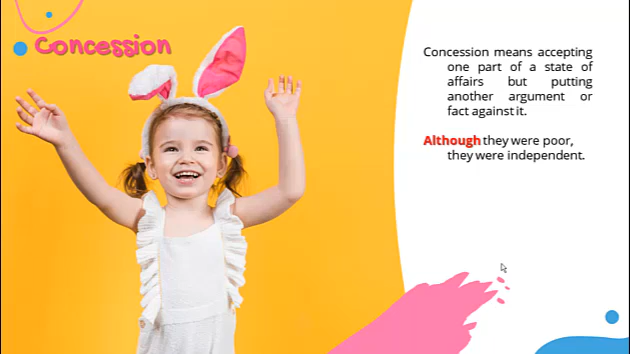 Concession
Concession means accepting
one part of a state of
affairs but putting
another argument or
fact against it.
Although they were poor,
they were independent.